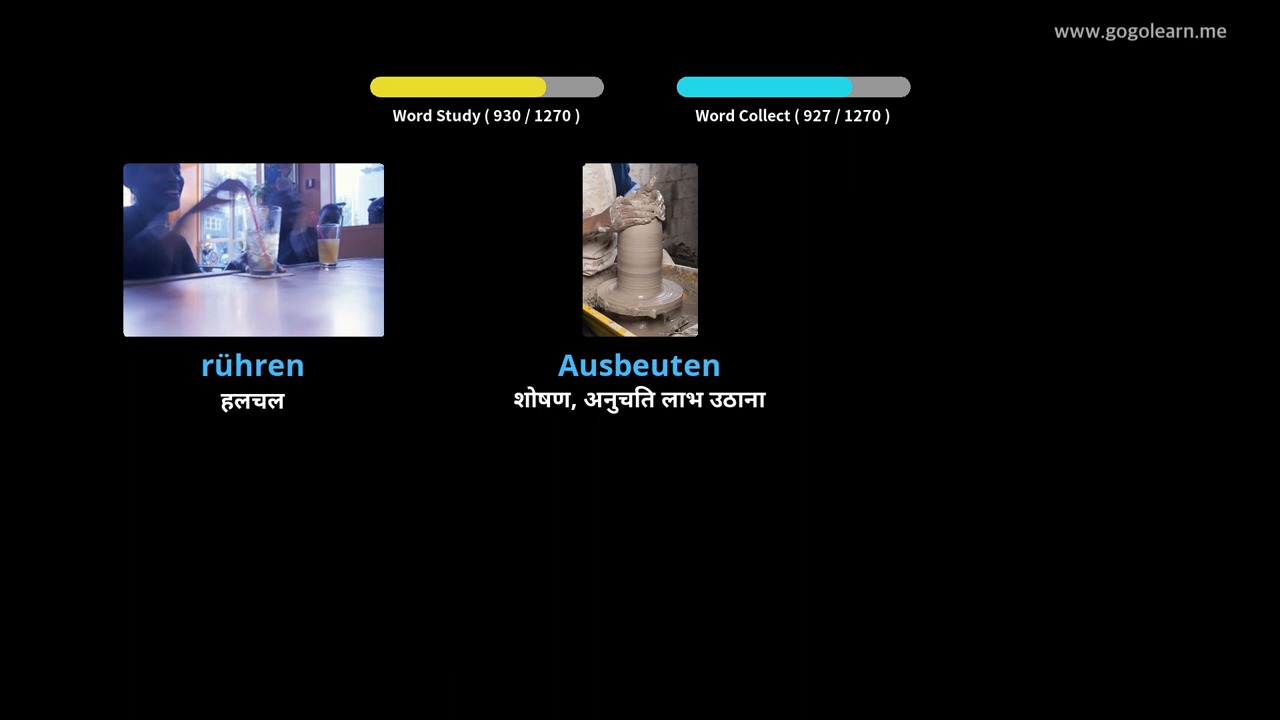 www.gogolearn.me
Word Study ( 930 / 1270 )
Word Collect ( 927 / 1270 )
rühren
हलचल
Ausbeuten
शोषण, अनुचति लाभ उठाना